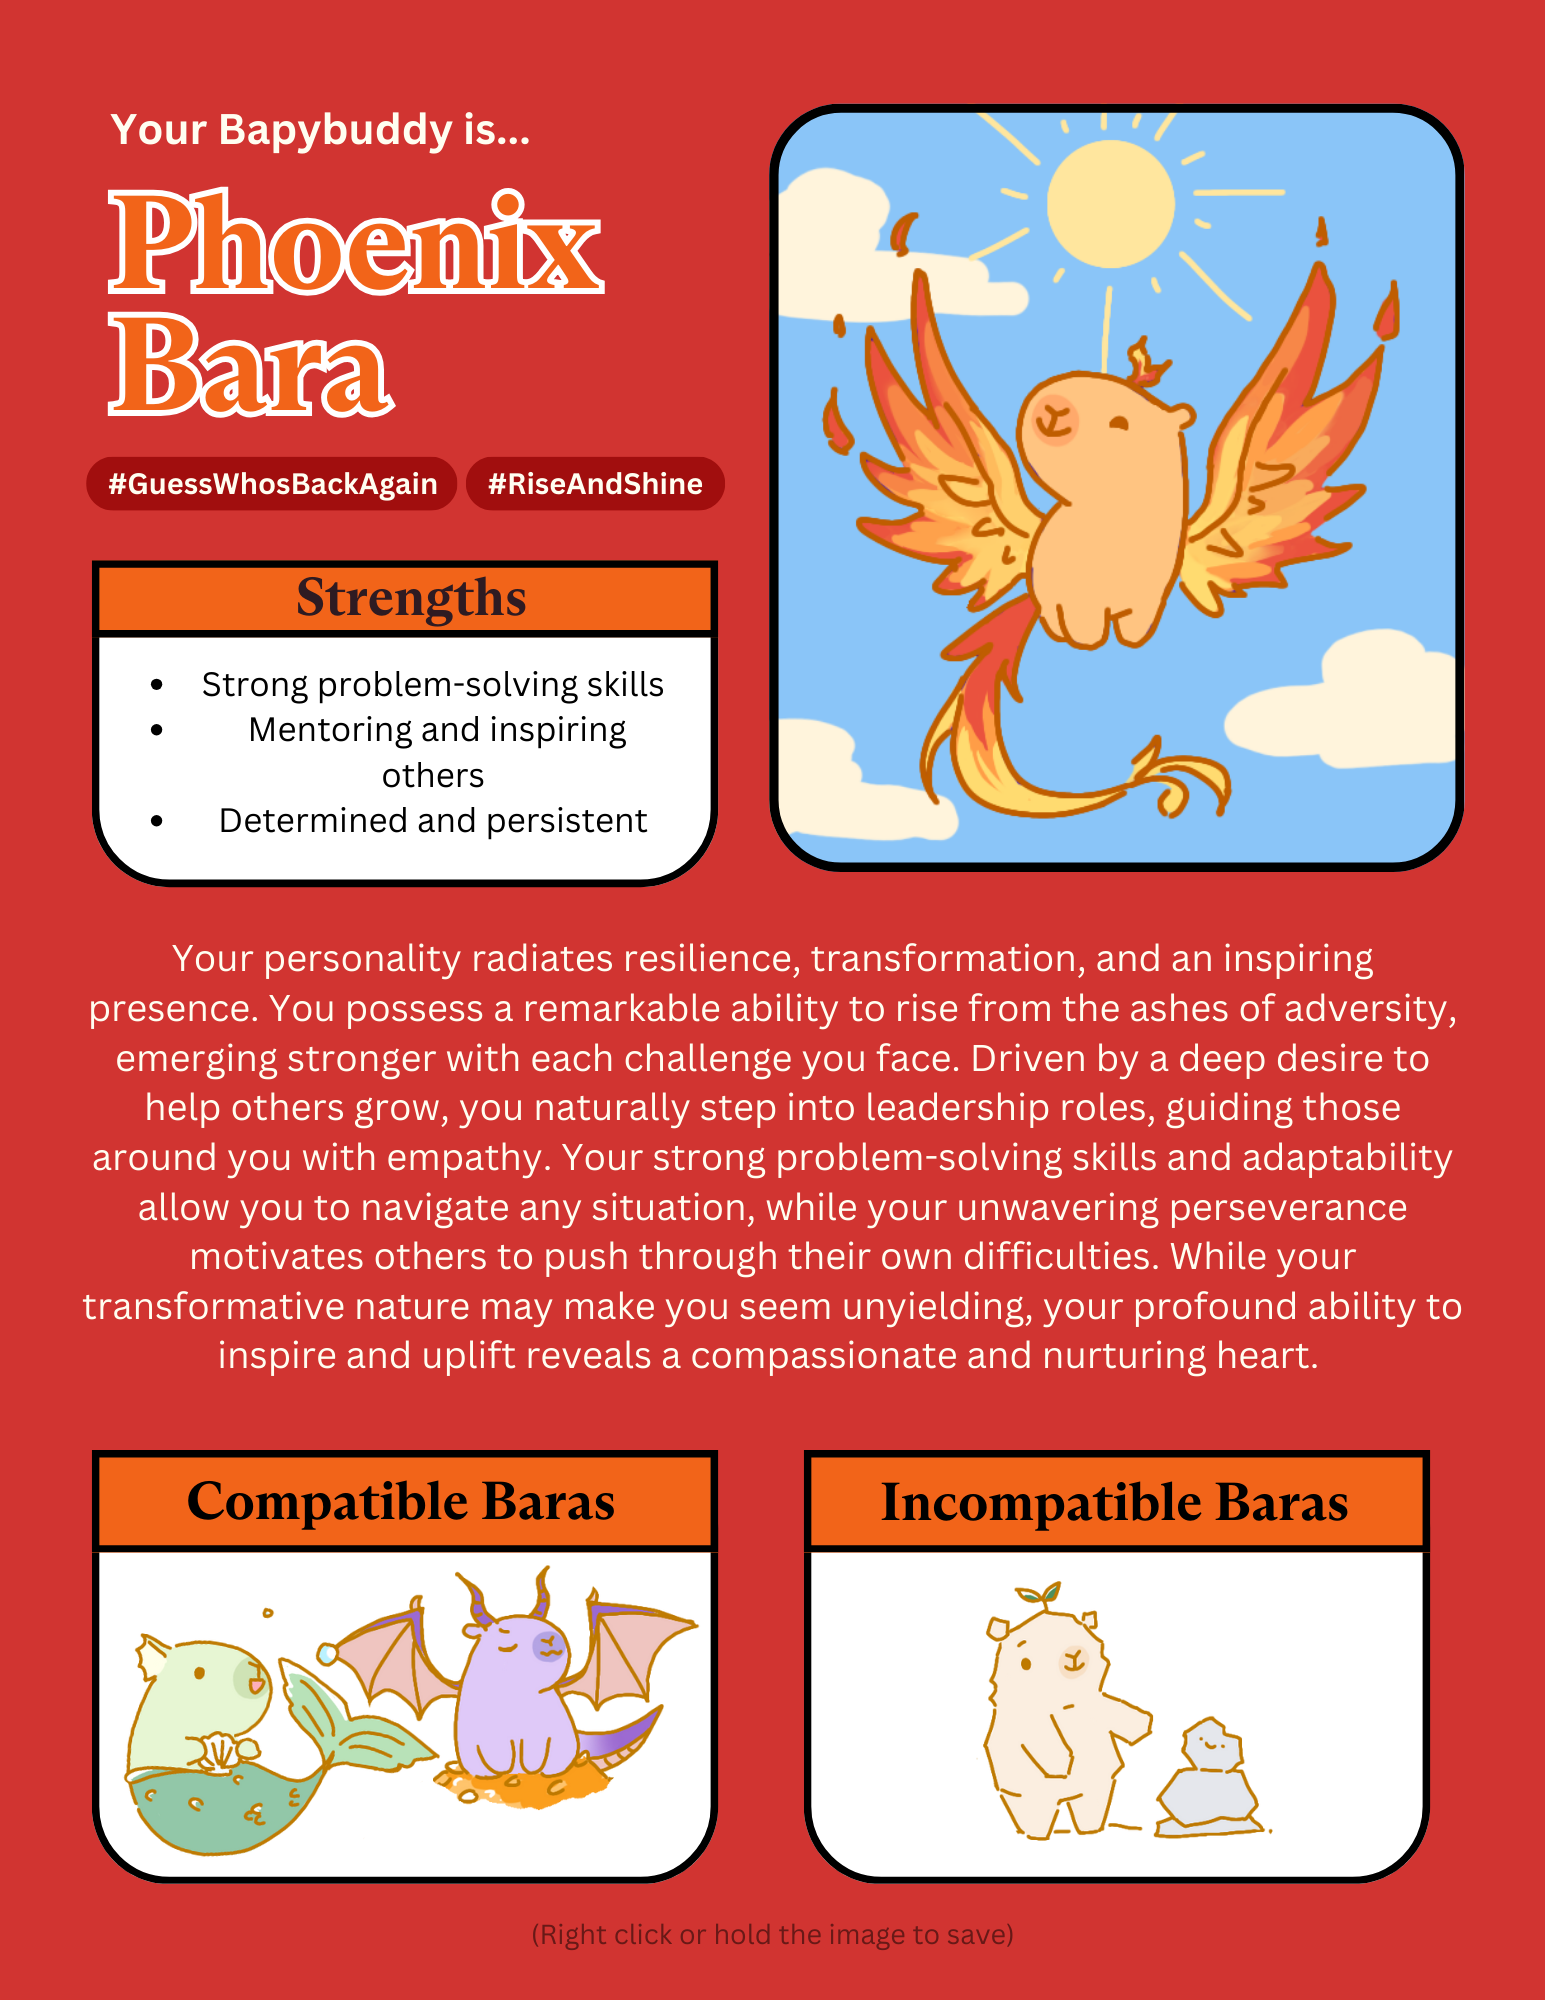 Your Bapybuddy is...
Phoenix
Bara
#GuessWhosBackAgain #RiseAndShine
Strengths
• Strong problem-solving skills
• Mentoring and inspiring
others
• Determined and persistent
Your personality radiates resilience, transformation, and an inspiring
presence. You possess a remarkable ability to rise from the ashes of adversity,
emerging stronger with each challenge you face. Driven by a deep desire to
help others grow, you naturally step into leadership roles, guiding those
around you with empathy. Your strong problem-solving skills and adaptability
allow you to navigate any situation, while your unwavering perseverance
motivates others to push through their own difficulties. While your
transformative nature may make you seem unyielding, your profound ability to
inspire and uplift reveals a compassionate and nurturing heart.
Compatible Baras
Incompatible Baras
(Right click or hold the image to save)